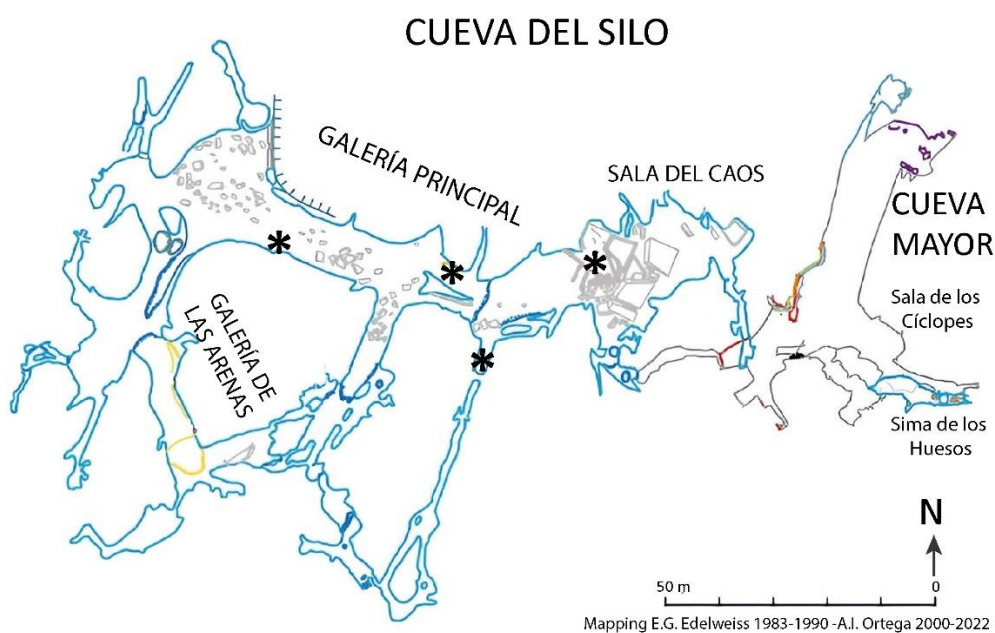 CUEVA DEL SILO
GALERÍA PRINCIPAL
SALA DEL CAOS
CUEVA
MAYOR
Sala de los
Cíclopes
GALERÍA DE
LAS ARENAS
Sima de los
Huesos
N
50 m
0
Mapping E.G. Edelweiss 1983-1990 -A.I. Ortega 2000-2022